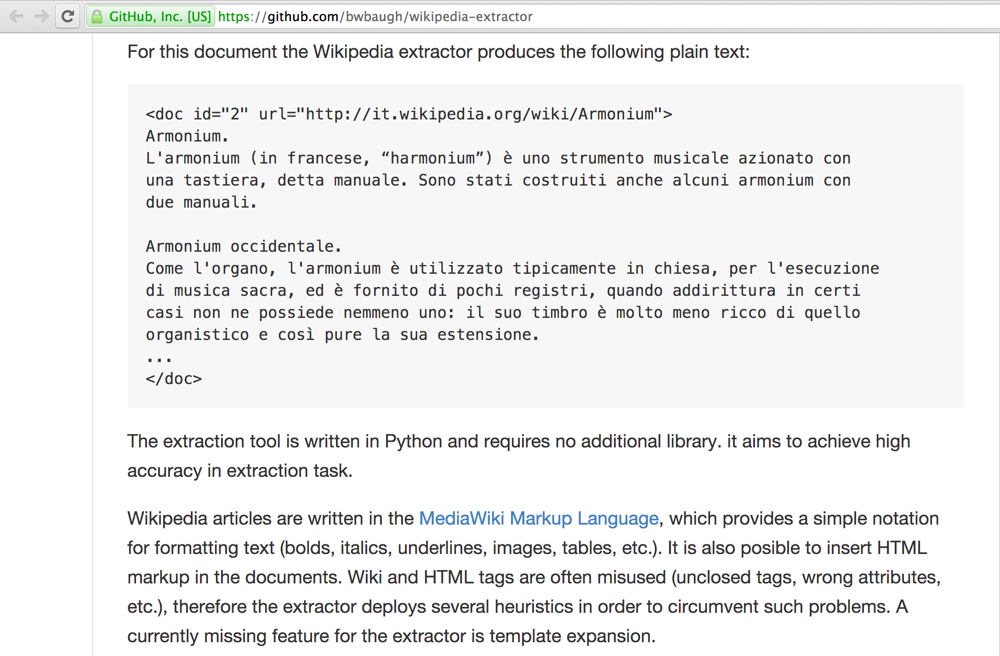 GitHub, Inc. [US] https://github.com/bwbaugh/wikipedia-extractor
For this document the Wikipedia extractor produces the following plain text:
<doc id="2" url="http://it.wikipedia.org/wiki/Armonium">
Armonium.
L'armonium (in francese, “harmonium”) è uno strumento musicale azionato con
una tastiera, detta manuale. Sono stati costruiti anche alcuni armonium con
due manuali.
Armonium occidentale.
Come l'organo, l'armonium è utilizzato tipicamente in chiesa, per l'esecuzione
di musica sacra, ed è fornito di pochi registri, quando addirittura in certi
casi non ne possiede nemmeno uno: il suo timbro è molto meno ricco di quello
organistico e così pure la sua estensione.
...
</doc>
The extraction tool is written in Python and requires no additional library. it aims to achieve high
accuracy in extraction task.
Wikipedia articles are written in the MediaWiki Markup Language, which provides a simple notation
for formatting text (bolds, italics, underlines, images, tables, etc.). It is also posible to insert HTML
markup in the documents. Wiki and HTML tags are often misused (unclosed tags, wrong attributes,
etc.), therefore the extractor deploys several heuristics in order to circumvent such problems. A
currently missing feature for the extractor is template expansion.